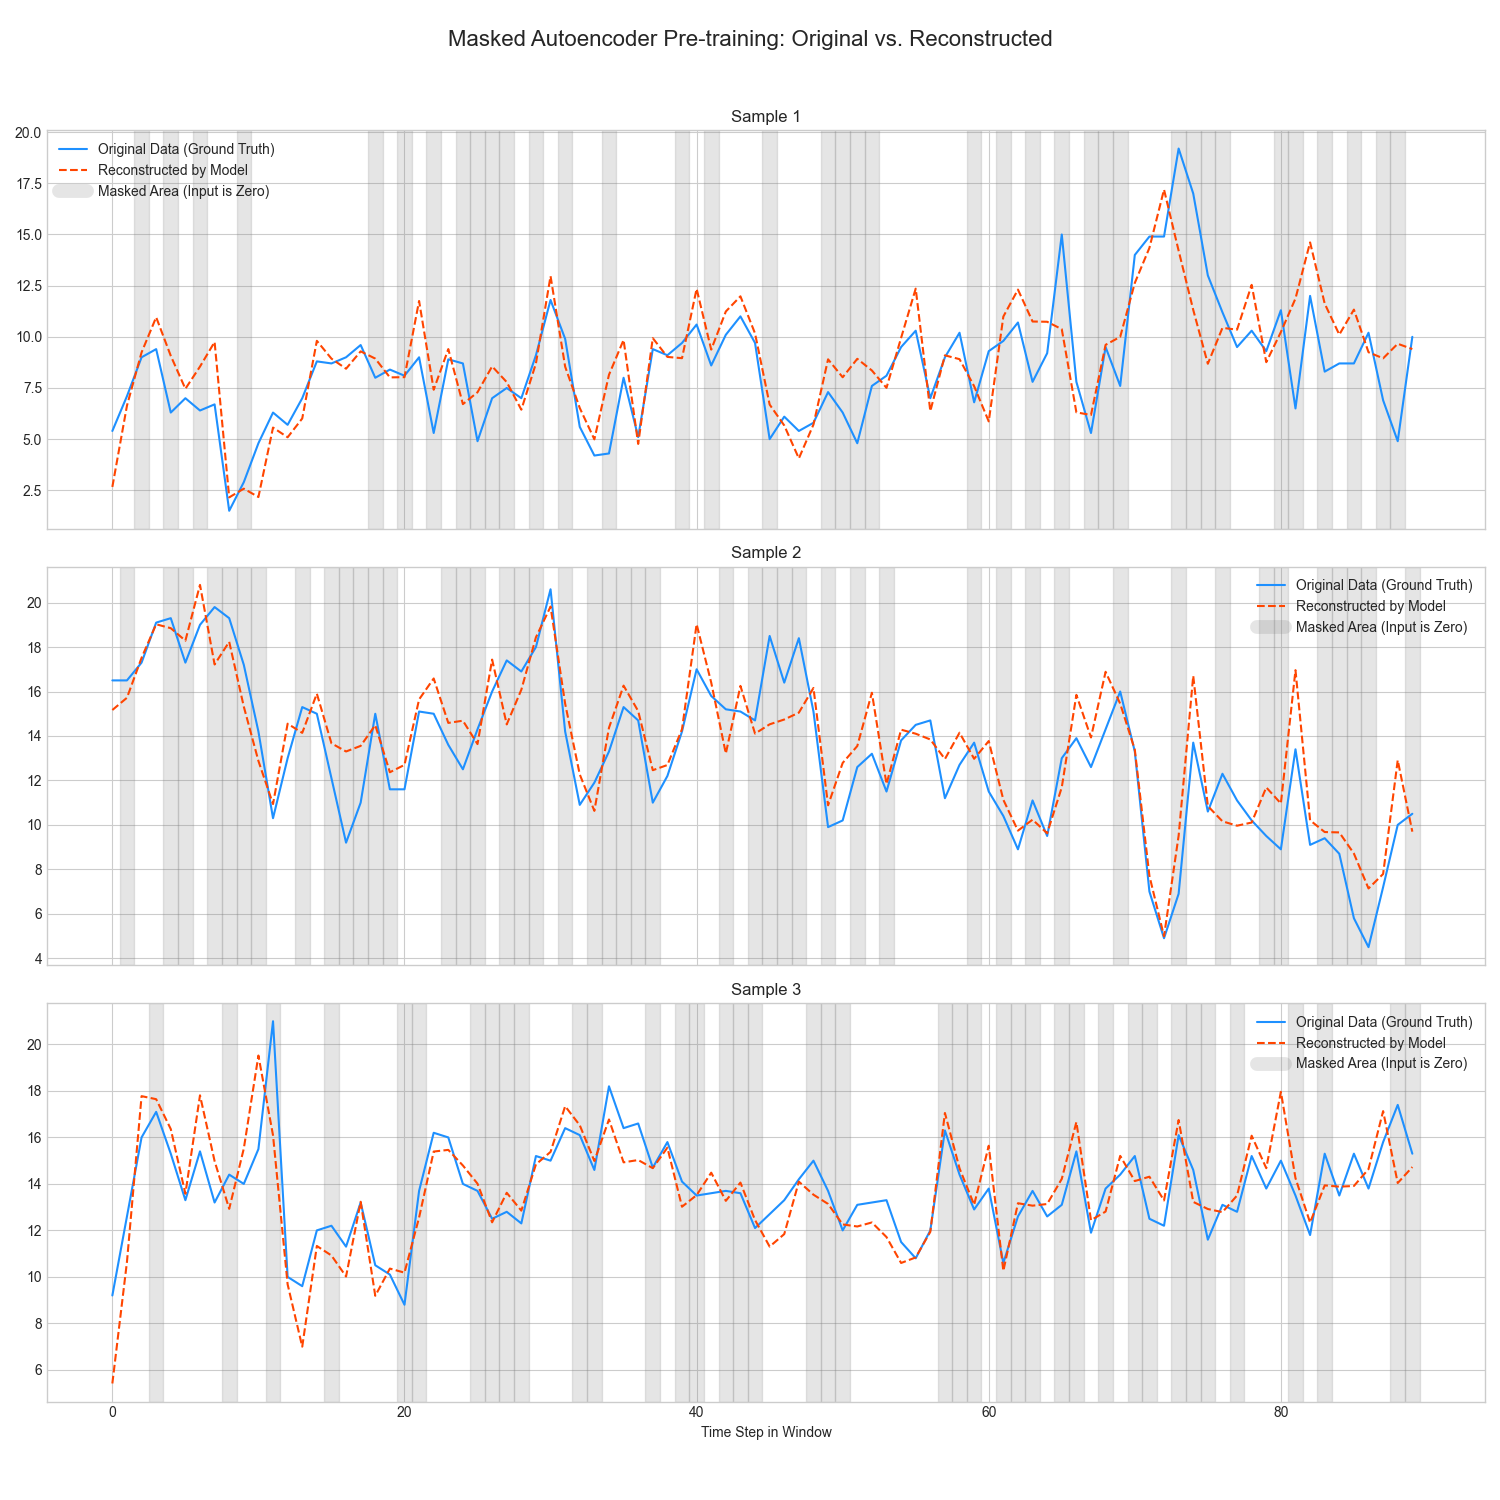 Masked Autoencoder Pre-training: Original vs. Reconstructed
Sample 1
20.0
17.5
15.0
12.5
10.0
7.5
5.0
2.5
Original Data (Ground Truth)
Reconstructed by Model
Masked Area (Input is Zero)
Sample 2
20
18
16
14
12
10
8
6
4
Original Data (Ground Truth)
Reconstructed by Model
Masked Area (Input is Zero)
Sample 3
20
18
16
14
12
10
8
6
Original Data (Ground Truth)
Reconstructed by Model
Masked Area (Input is Zero)
0 20 40 60 80
Time Step in Window